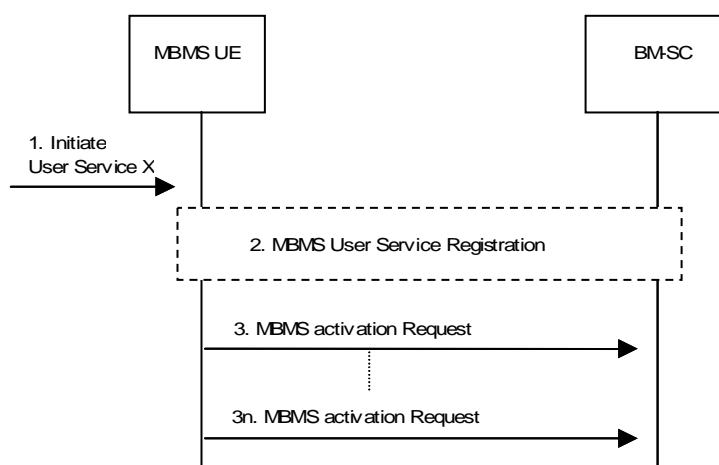 MBMS UE
BM-SC
1. Initiate
User Service X
2. MBMS User Service Registration
3. MBMS activation Request
3n. MBMS activation Request